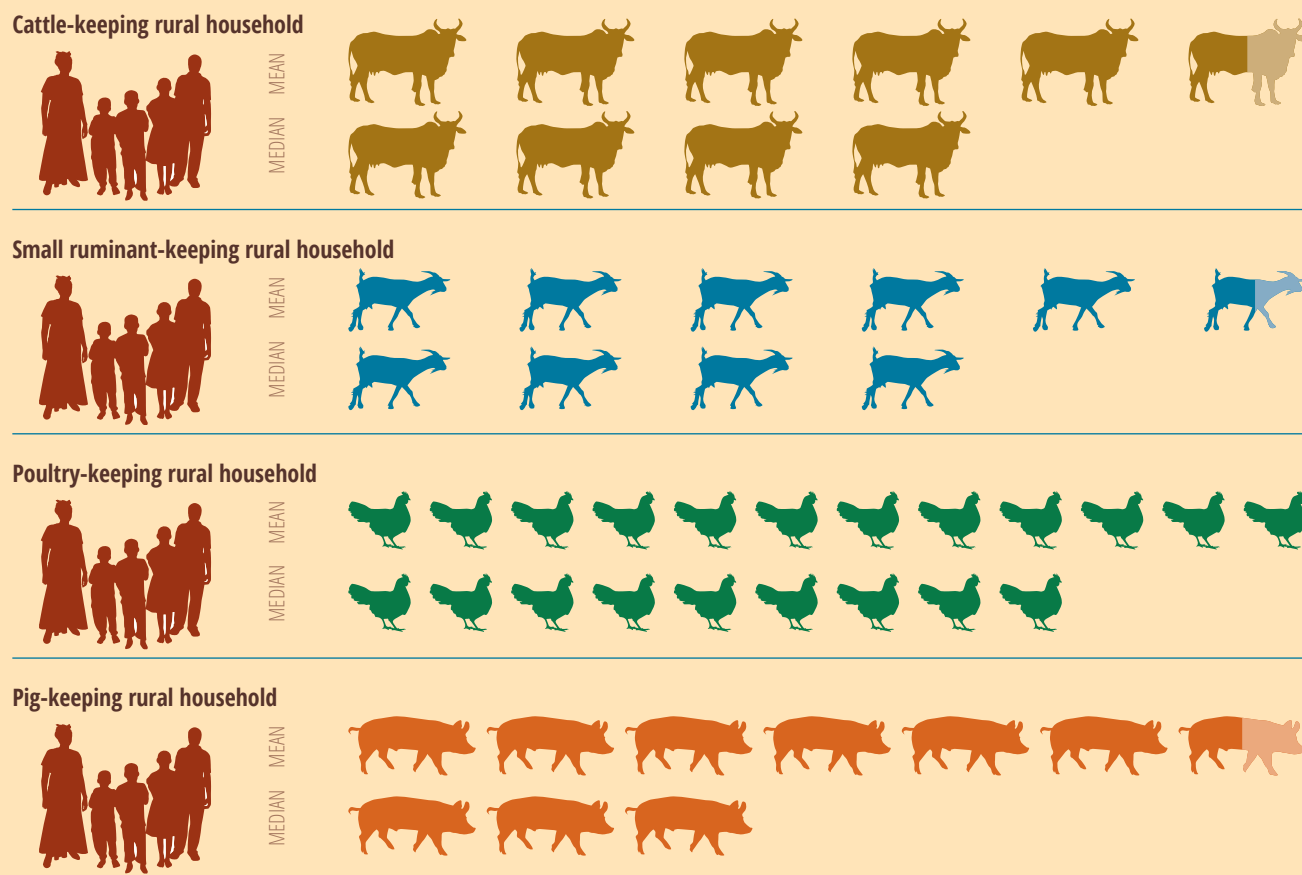 Cattle-keeping rural household
MEAN
MEDIAN
Small ruminant-keeping rural household
MEAN
MEDIAN
Poultry-keeping rural household
MEAN
MEDIAN
Pig-keeping rural household
MEAN
MEDIAN